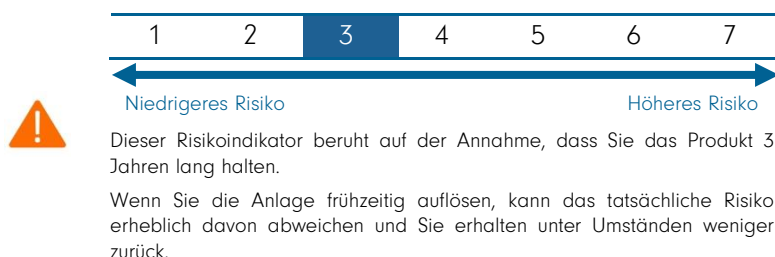 1 2 3 4 5 6 7
Niedrigeres Risiko Höheres Risiko
Dieser Risikoindikator beruht auf der Annahme, dass Sie das Produkt 3
Jahren lang halten.
Wenn Sie die Anlage frühzeitig auflösen, kann das tatsächliche Risiko
erheblich davon abweichen und Sie erhalten unter Umständen weniger
zurück.